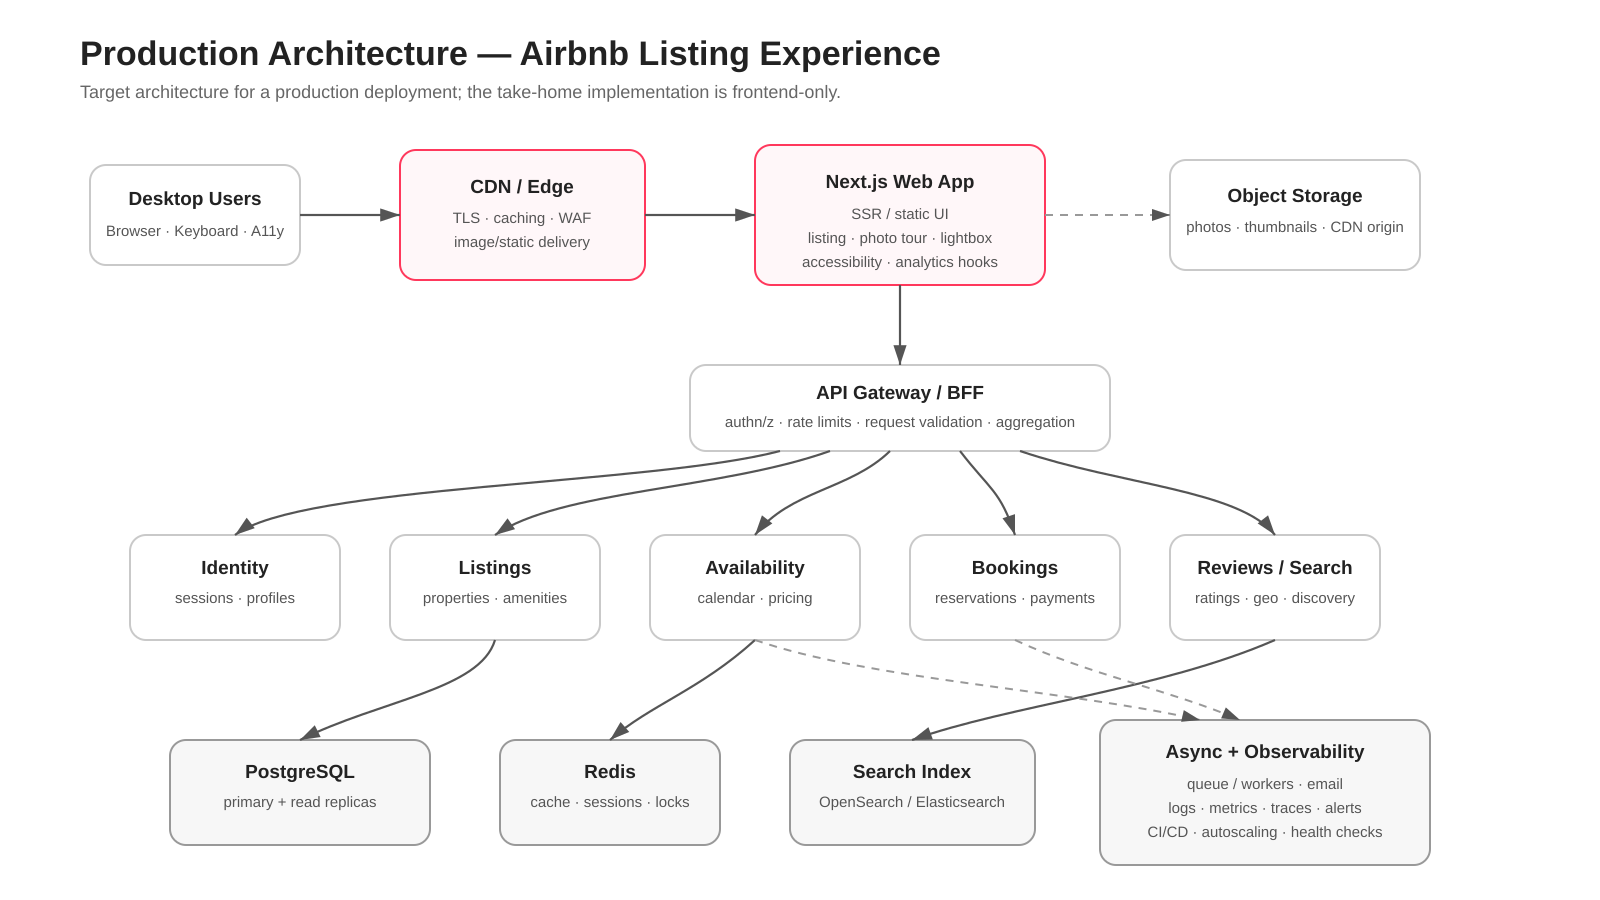 Production Architecture — Airbnb Listing Experience
Target architecture for a production deployment; the take-home implementation is frontend-only.
Desktop Users
Browser · Keyboard · A11y
CDN / Edge
TLS · caching · WAF
image/static delivery
Next.js Web App
SSR / static UI
listing · photo tour · lightbox
accessibility · analytics hooks
Object Storage
photos · thumbnails · CDN origin
API Gateway / BFF
authn/z · rate limits · request validation · aggregation
Identity
sessions · profiles
Listings
properties · amenities
Availability
calendar · pricing
Bookings
reservations · payments
Reviews / Search
ratings · geo · discovery
PostgreSQL
primary + read replicas
Redis
cache · sessions · locks
Search Index
OpenSearch / Elasticsearch
Async + Observability
queue / workers · email
logs · metrics · traces · alerts
CI/CD · autoscaling · health checks